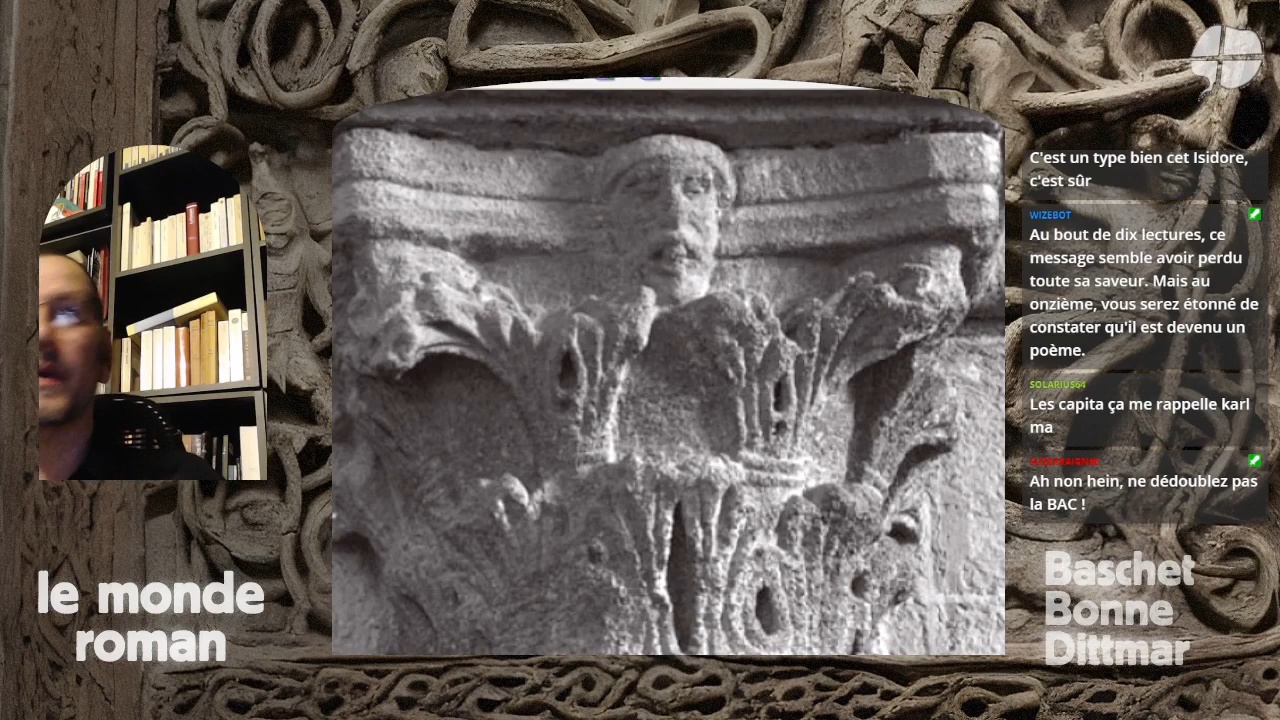 C'est un type bien cet Isidore,
c'est sûr
WIZEBOT
Au bout de dix lectures, ce
message semble avoir perdu
toute sa saveur. Mais au
onzième, vous serez étonné de
constater qu'il est devenu un
poème.
SOLARIUS64
Les capita ça me rappelle karl
ma
Ah non hein, ne dédoublez pas
la BAC !
le monde
roman
Baschet
Bonne
Dittmar